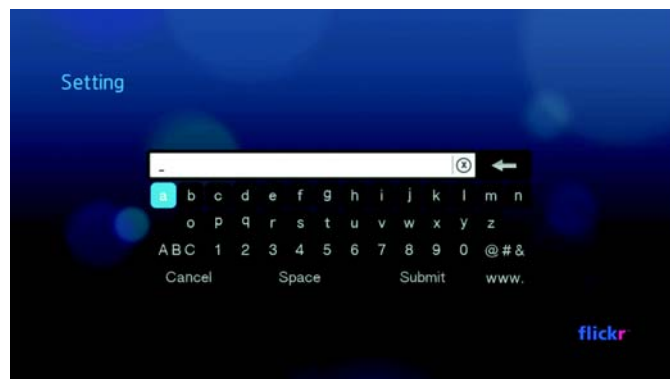 Setting
_
a b c d e f g h i j k l m n
o p q r s t u v w x y z
ABC 1 2 3 4 5 6 7 8 9 0 @#&
Cancel Space Submit www.
flickr